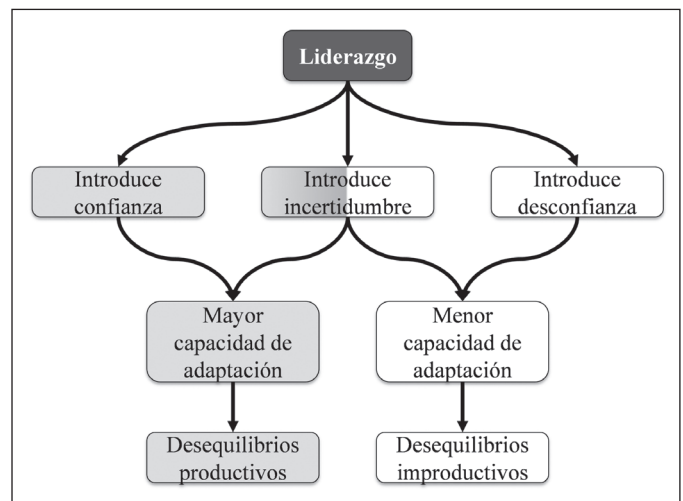 Liderazgo
Introduce
confianza
Introduce
incertidumbre
Introduce
desconfianza
Mayor
capacidad de
adaptación
Menor
capacidad de
adaptación
Desequilibrios
productivos
Desequilibrios
improductivos